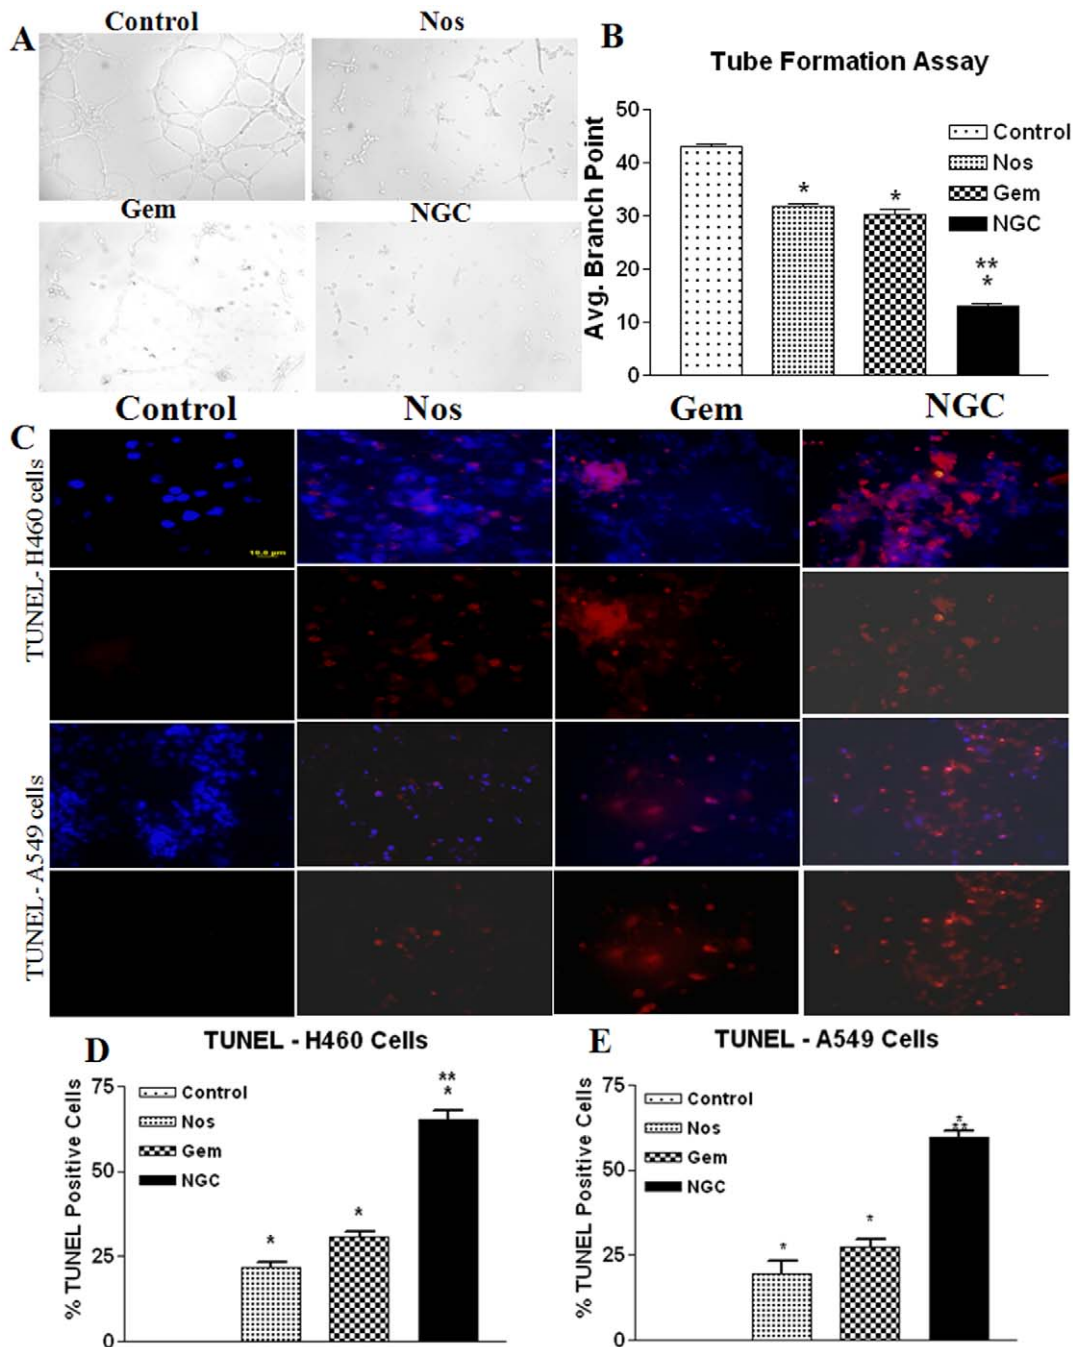 A
Control
Nos
Gem
NGC
B
Tube Formation Assay
Avg. Branch Point
50
40
30
20
10
0
*
*
**
*
Control
Nos
Gem
NGC
C
Control
Nos
Gem
NGC
TUNEL- H460 cells
10.0 µm
TUNEL - A549 cells
D
TUNEL - H460 Cells
% TUNEL Positive Cells
75
50
25
0
Control
Nos
Gem
NGC
*
*
**
*
E
TUNEL - A549 Cells
% TUNEL Positive Cells
75
50
25
0
Control
Nos
Gem
NGC
*
*
*
**